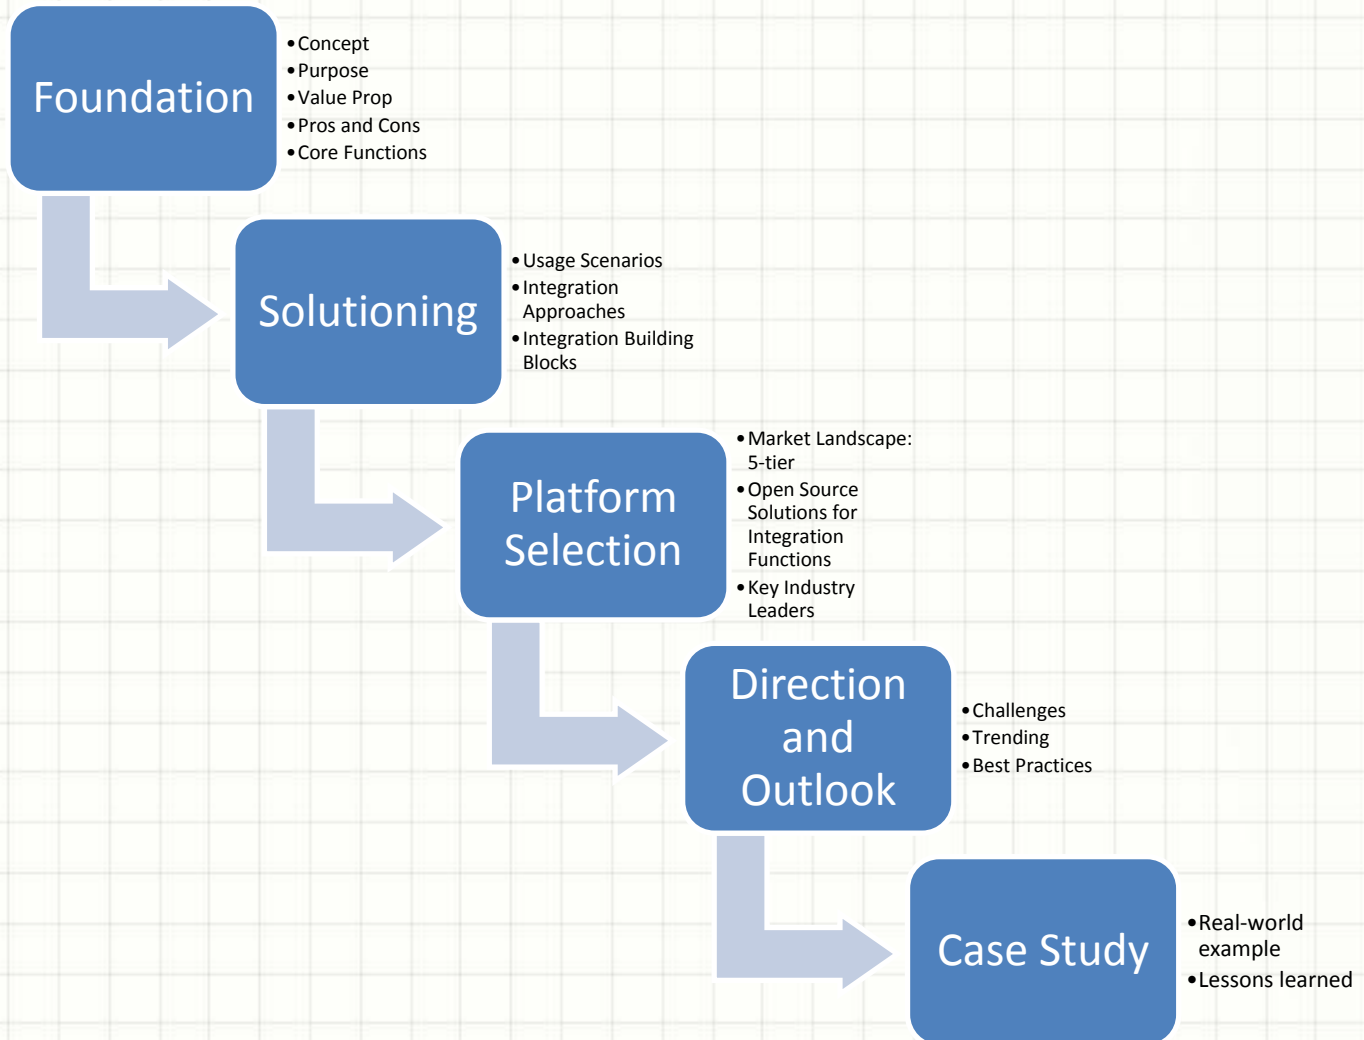 Foundation
•Concept
•Purpose
•Value Prop
•Pros and Cons
•Core Functions
Solutioning
•Usage Scenarios
•Integration
Approaches
•Integration Building
Blocks
Platform
Selection
•Market Landscape:
5-tier
•Open Source
Solutions for
Integration
Functions
•Key Industry
Leaders
Direction
and
Outlook
•Challenges
•Trending
•Best Practices
Case Study
•Real-world
example
•Lessons learned